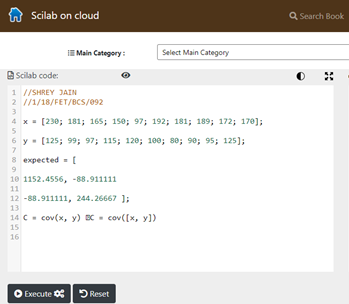 Scilab on cloud
Search Book
Main Category :
Select Main Category
Scilab code:
1 //SHREY JAIN
2 //1/18/FET/BCS/092
3
4 x = [230; 181; 165; 150; 97; 192; 181; 189; 172; 170];
5
6 y = [125; 99; 97; 115; 120; 100; 80; 90; 95; 125];
7
8 expected = [
9
10 1152.4556, -88.911111
11
12 -88.911111, 244.26667 ];
13
14 C = cov(x, y) C = cov([x, y])
15
16
Execute
Reset